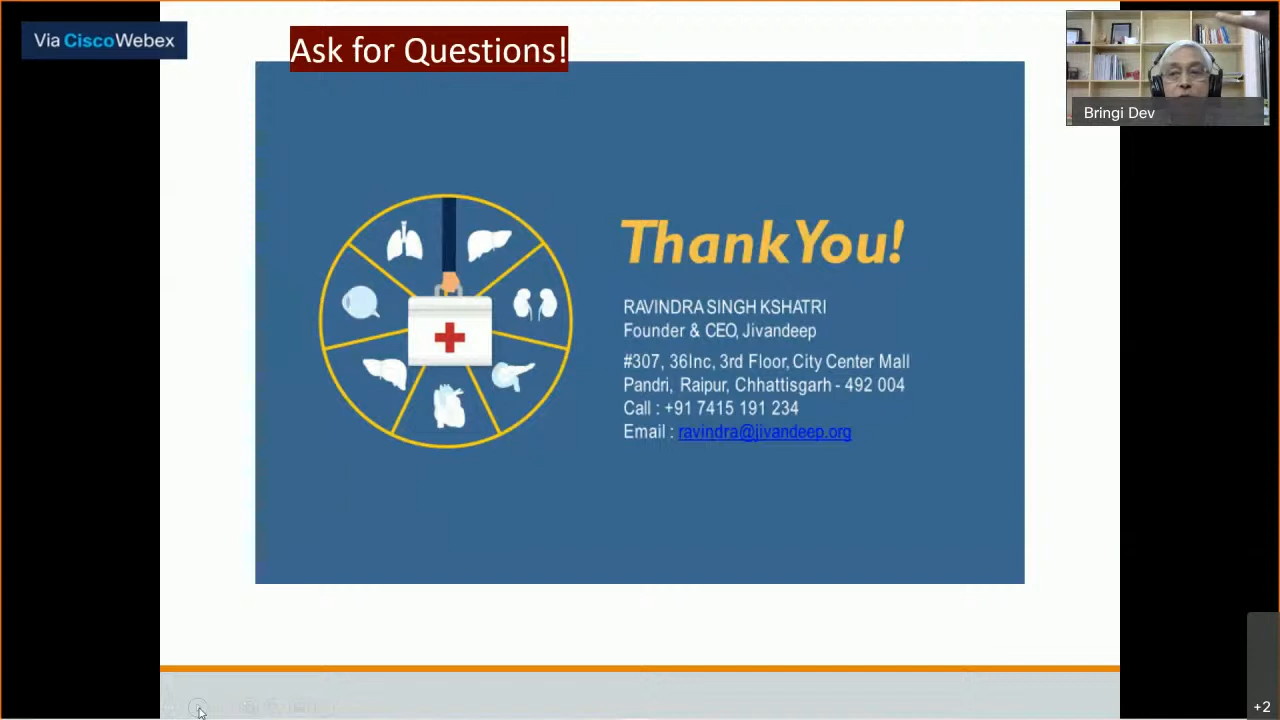 Via CiscoWebex
Ask for Questions!
Bringi Dev
ThankYou!
RAVINDRA SINGH KSHATRI
Founder & CEO, Jivandeep
#307, 36Inc, 3rd Floor, City Center Mall
Pandri, Raipur, Chhattisgarh - 492 004
Call : +91 7415 191 234
Email : ravindra@jivandeep.org
+2